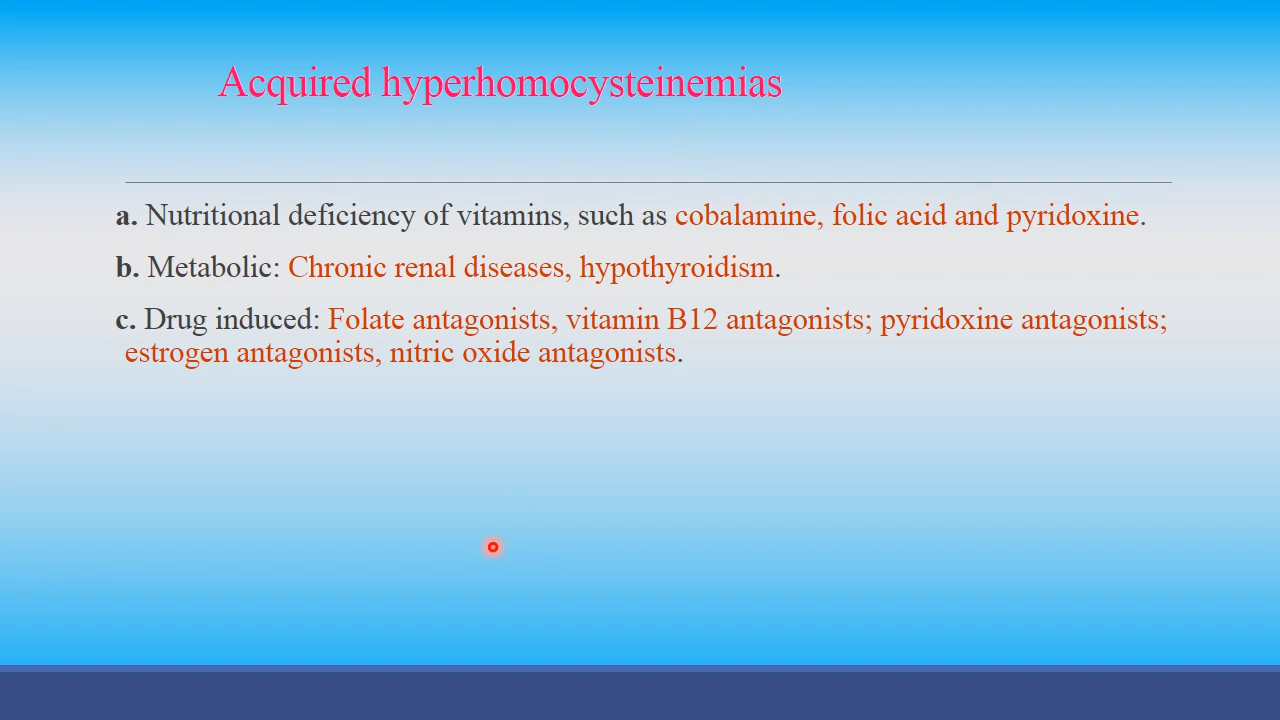 Acquired hyperhomocysteinemias
a. Nutritional deficiency of vitamins, such as cobalamine, folic acid and pyridoxine.
b. Metabolic: Chronic renal diseases, hypothyroidism.
c. Drug induced: Folate antagonists, vitamin B12 antagonists; pyridoxine antagonists;
estrogen antagonists, nitric oxide antagonists.